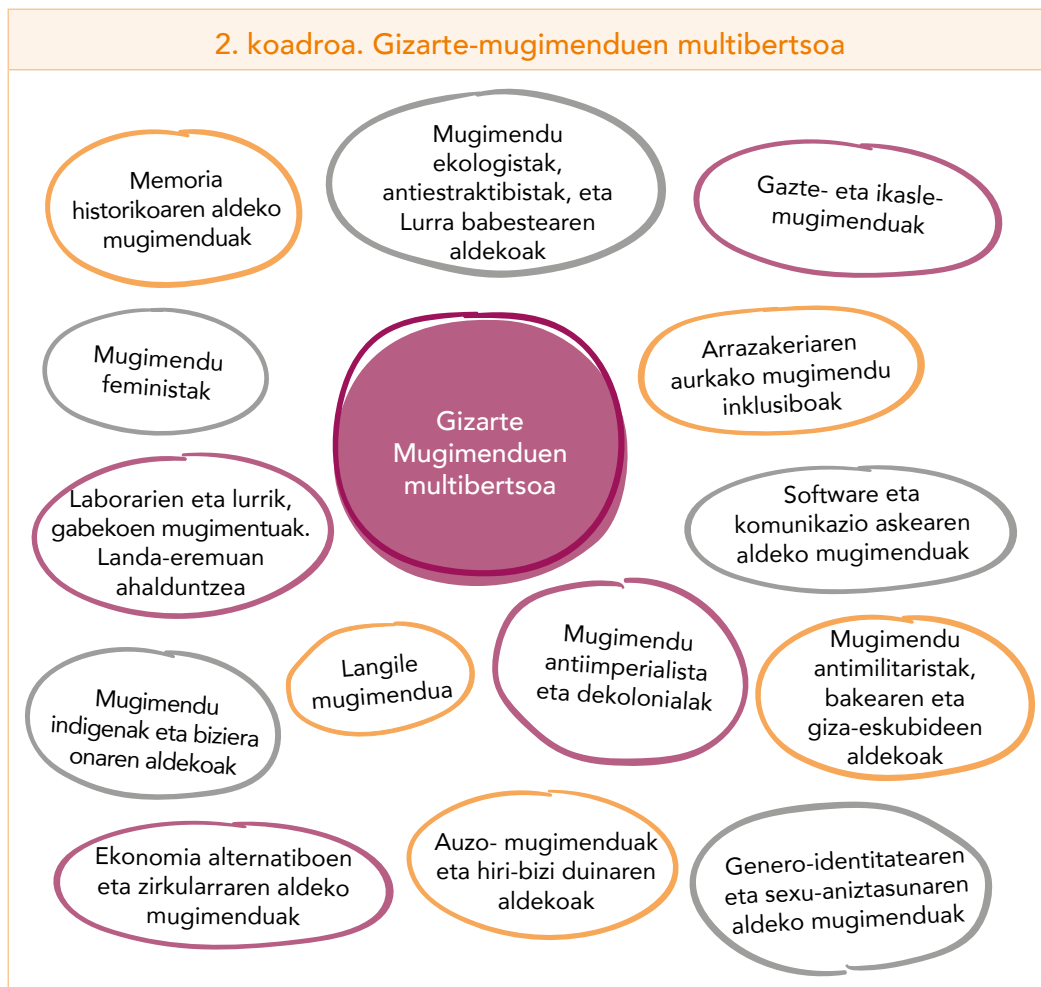 2. koadroa. Gizarte-mugimenduen multibertsoa
Memoria
historikoaren aldeko
mugimenduak
Mugimendu
ekologistak,
antiestraktibistak, eta
Lurra babestearen
aldekoak
Gazte- eta ikasle-
mugimenduak
Mugimendu
feministak
Gizarte
Mugimenduen
multibertsoa
Arrazakeriaren
aurkako mugimendu
inklusiboak
Laborarien eta lurrik,
gabekoen mugimentuak.
Landa-eremuan
ahalduntzea
Software eta
komunikazio askearen
aldeko mugimenduak
Mugimendu
indigenak eta biziera
onaren aldekoak
Langile
mugimendua
Mugimendu
antiimperialista
eta dekolonialak
Mugimendu
antimilitaristak,
bakearen eta
giza-eskubideen
aldekoak
Ekonomia alternatiboen
eta zirkularraren aldeko
mugimenduak
Auzo- mugimenduak
eta hiri-bizi duinaren
aldekoak
Genero-identitatearen
eta sexu-aniztasunaren
aldeko mugimenduak